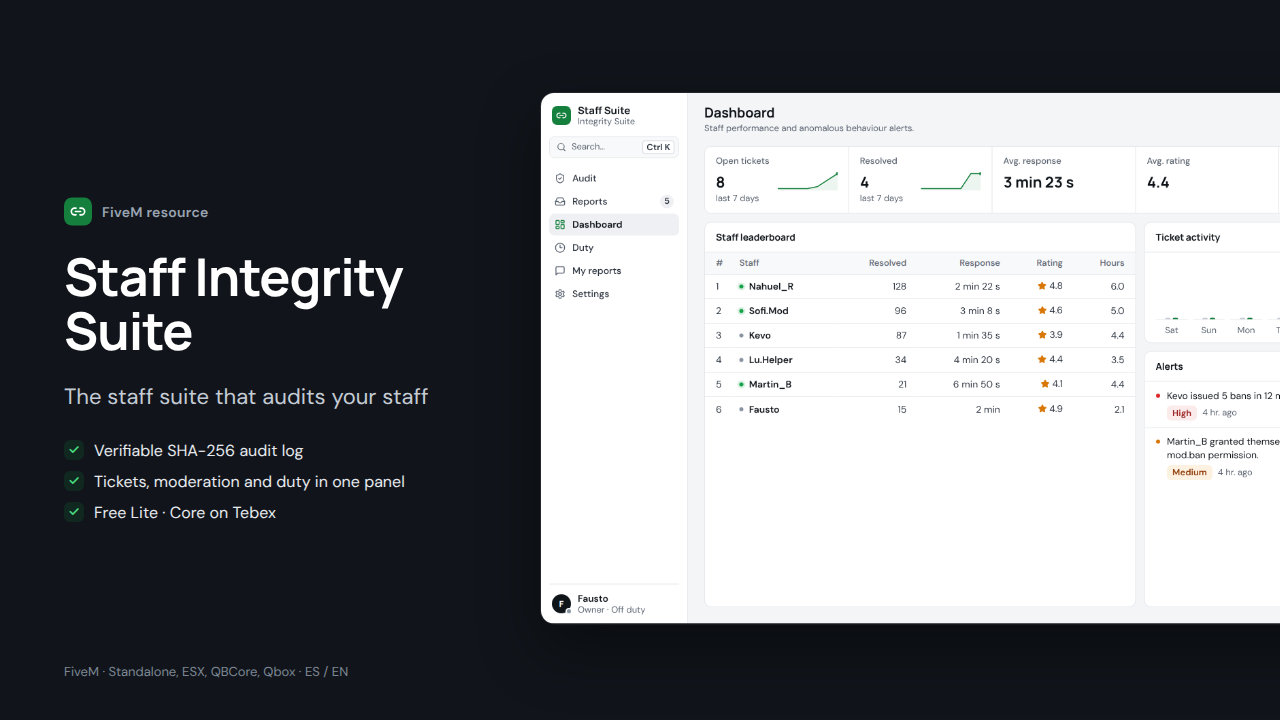 FiveM resource
Staff Integrity
Suite
The staff suite that audits your staff
Verifiable SHA-256 audit log
Tickets, moderation and duty in one panel
Free Lite · Core on Tebex
FiveM · Standalone, ESX, QBCore, Qbox · ES / EN
Staff Suite
Integrity Suite
Search... Ctrl K
Audit
Reports 5
Dashboard
Duty
My reports
Settings
F
Fausto
Owner · Off duty
Dashboard
Staff performance and anomalous behaviour alerts.
Open tickets
8
last 7 days
Resolved
4
last 7 days
Avg. response
3 min 23 s
Avg. rating
4.4
Staff leaderboard
# Staff Resolved Response Rating Hours
1 Nahuel_R 128 2 min 22 s 4.8 6.0
2 Sofi.Mod 96 3 min 8 s 4.6 5.0
3 Kevo 87 1 min 35 s 3.9 4.4
4 Lu.Helper 34 4 min 20 s 4.4 3.5
5 Martin_B 21 6 min 50 s 4.1 4.4
6 Fausto 15 2 min 4.9 2.1
Ticket activity
Sat Sun Mon T
Alerts
Kevo issued 5 bans in 12 m
High 4 hr. ago
Martin_B granted themse
mod.ban permission.
Medium 4 hr. ago